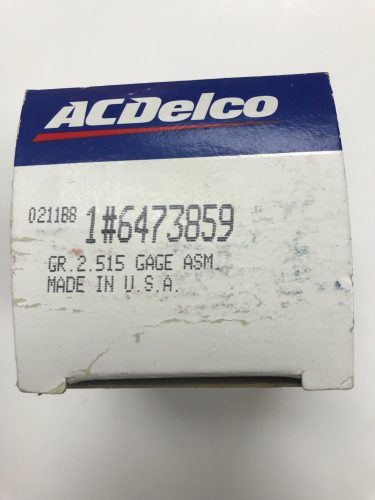 ACDelco
021188 1#6473859
GR.2.515 GAGE ASM
MADE IN U.S.A.